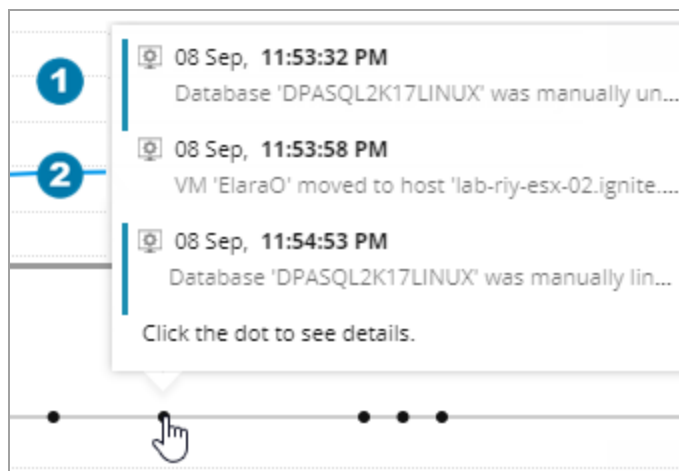 1
08 Sep, 11:53:32 PM
Database 'DPASQL2K17LINUX' was manually un...
2
08 Sep, 11:53:58 PM
VM 'ElaraO' moved to host 'lab-riy-esx-02.ignite....
08 Sep, 11:54:53 PM
Database 'DPASQL2K17LINUX' was manually lin...
Click the dot to see details.